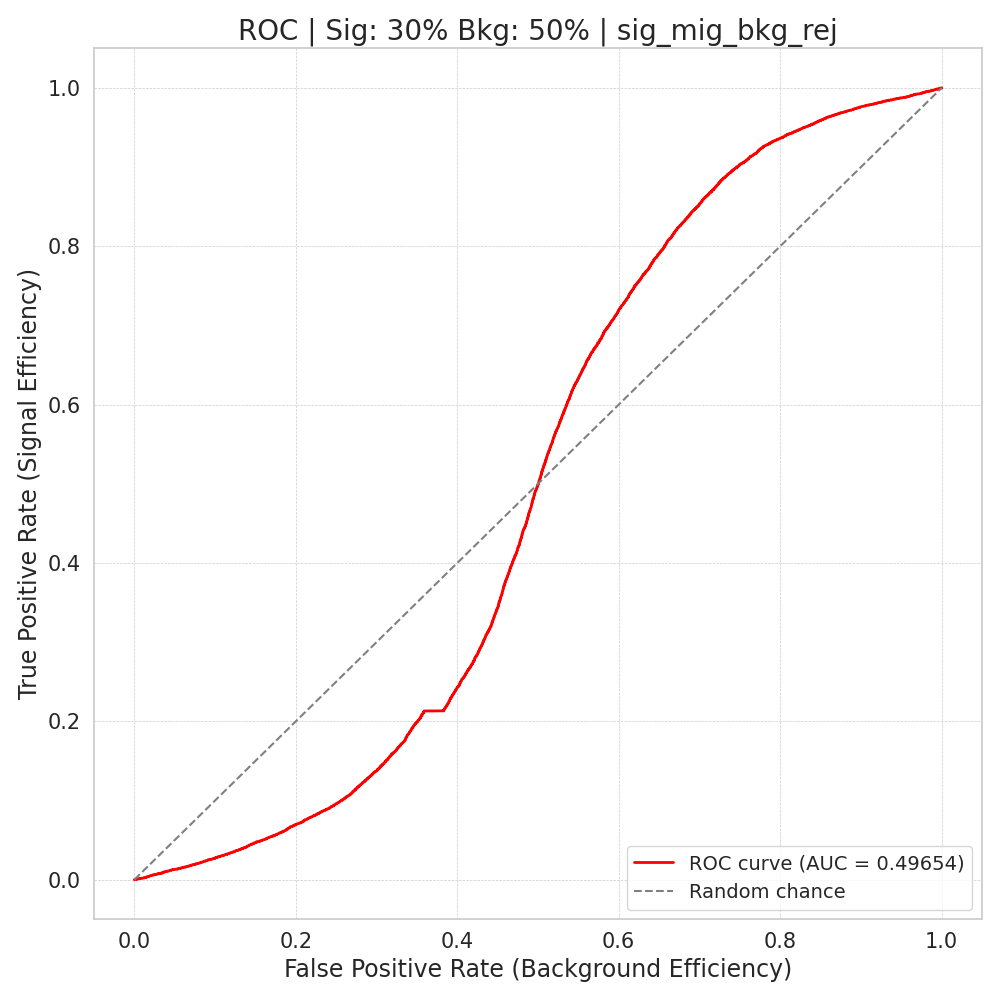 ROC | Sig: 30% Bkg: 50% | sig_mig_bkg_rej
True Positive Rate (Signal Efficiency)
1.0
0.8
0.6
0.4
0.2
0.0
ROC curve (AUC = 0.49654)
Random chance
0.0 0.2 0.4 0.6 0.8 1.0
False Positive Rate (Background Efficiency)